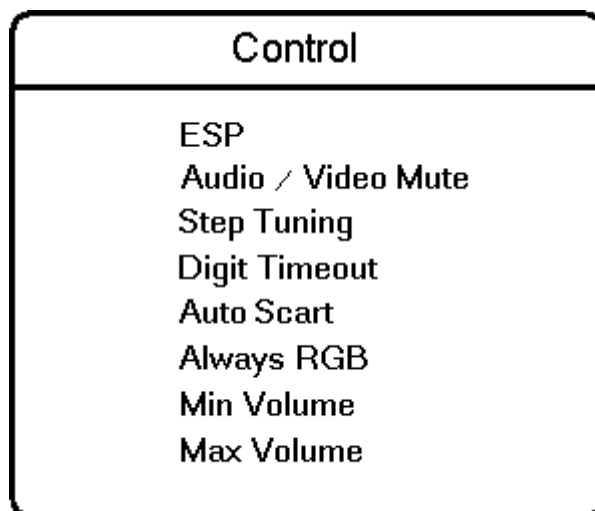 Control
ESP
Audio / Video Mute
Step Tuning
Digit Timeout
Auto Scart
Always RGB
Min Volume
Max Volume